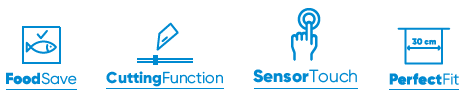 FoodSave
CuttingFunction
SensorTouch
30 cm
PerfectFit